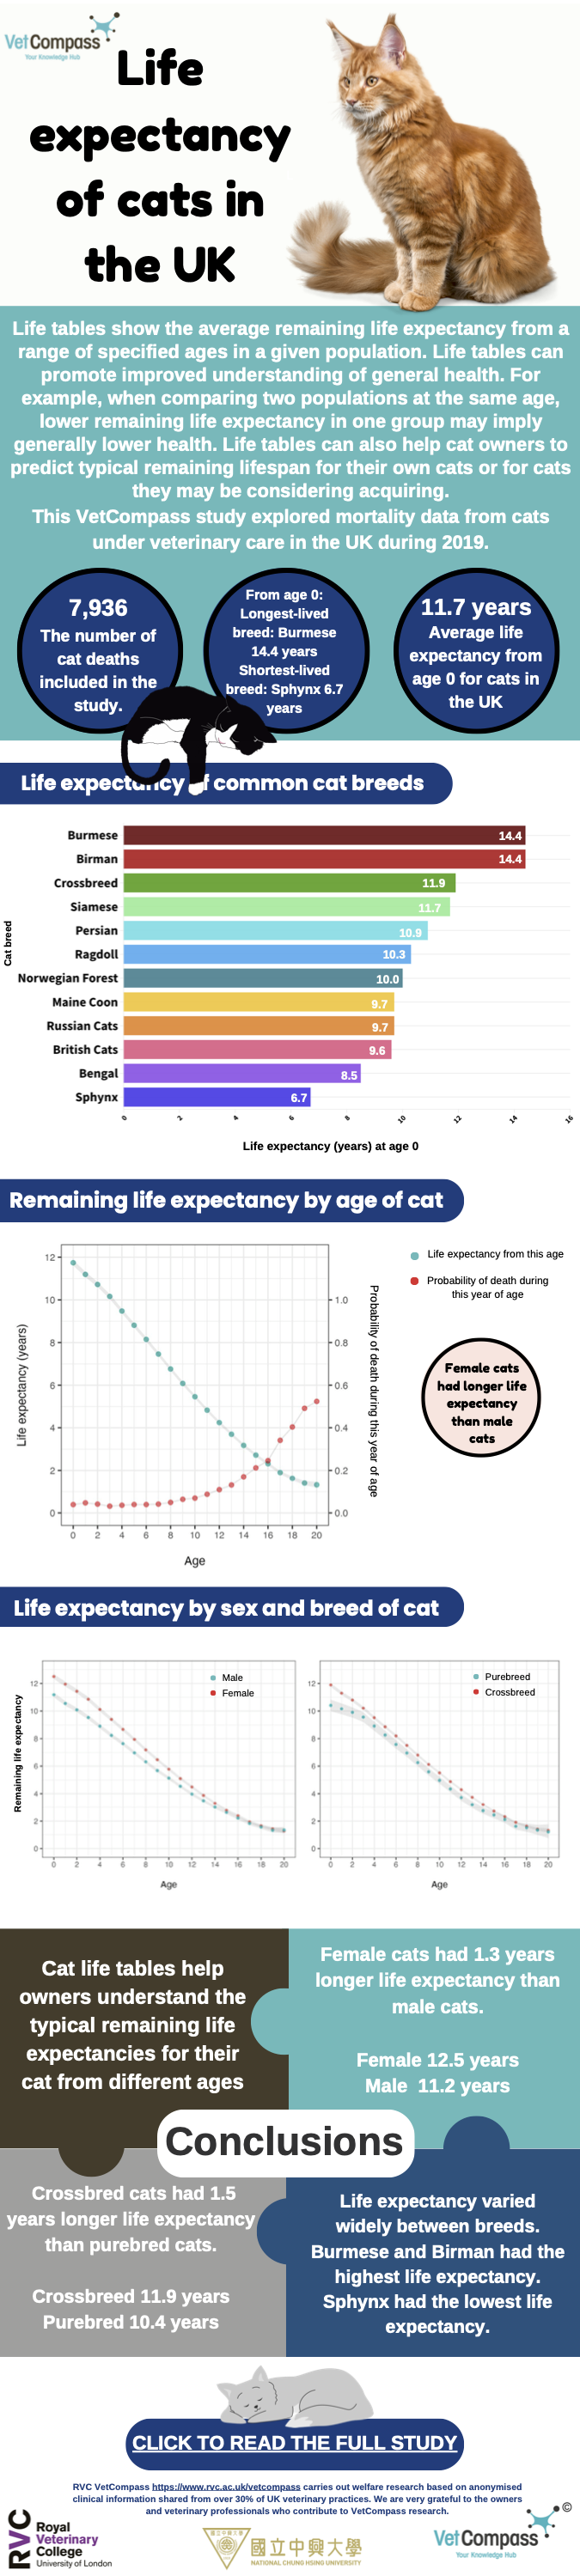 VetCompass
Your Knowledge Hub
Life
expectancy
of cats in
the UK
Life tables show the average remaining life expectancy from a
range of specified ages in a given population. Life tables can
promote improved understanding of general health. For
example, when comparing two populations at the same age,
lower remaining life expectancy in one group may imply
generally lower health. Life tables can also help cat owners to
predict typical remaining lifespan for their own cats or for cats
they may be considering acquiring.
This VetCompass study explored mortality data from cats
under veterinary care in the UK during 2019.
7,936
The number of
cat deaths
included in the
study.
From age 0:
Longest-lived
breed: Burmese
14.4 years
Shortest-lived
breed: Sphynx 6.7
years
11.7 years
Average life
expectancy from
age 0 for cats in
the UK
Life expectancy of common cat breeds
Cat breed
Burmese 14.4
Birman 14.4
Crossbreed 11.9
Siamese 11.7
Persian 10.9
Ragdoll 10.3
Norwegian Forest 10.0
Maine Coon 9.7
Russian Cats 9.7
British Cats 9.6
Bengal 8.5
Sphynx 6.7
0 2 4 6 8 10 12 14 16
Life expectancy (years) at age 0
Remaining life expectancy by age of cat
Life expectancy (years)
12
10
8
6
4
2
0
1.0
0.8
0.6
0.4
0.2
0.0
Probability of death during this year of age
0 2 4 6 8 10 12 14 16 18 20
Age
Life expectancy from this age
Probability of death during
this year of age
Female cats
had longer life
expectancy
than male
cats
Life expectancy by sex and breed of cat
Remaining life expectancy
12
10
8
6
4
2
0
Male
Female
0 2 4 6 8 10 12 14 16 18 20
Age
12
10
8
6
4
2
0
Purebreed
Crossbreed
0 2 4 6 8 10 12 14 16 18 20
Age
Cat life tables help
owners understand the
typical remaining life
expectancies for their
cat from different ages
Female cats had 1.3 years
longer life expectancy than
male cats.
Female 12.5 years
Male 11.2 years
Conclusions
Crossbred cats had 1.5
years longer life expectancy
than purebred cats.
Crossbreed 11.9 years
Purebred 10.4 years
Life expectancy varied
widely between breeds.
Burmese and Birman had the
highest life expectancy.
Sphynx had the lowest life
expectancy.
CLICK TO READ THE FULL STUDY
RVC VetCompass https://www.rvc.ac.uk/vetcompass carries out welfare research based on anonymised
clinical information shared from over 30% of UK veterinary practices. We are very grateful to the owners
and veterinary professionals who contribute to VetCompass research.
RVC
Royal
Veterinary
College
University of London
國立中興大學
NATIONAL CHUNG HSING UNIVERSITY
©
VetCompass
Your Knowledge Hub